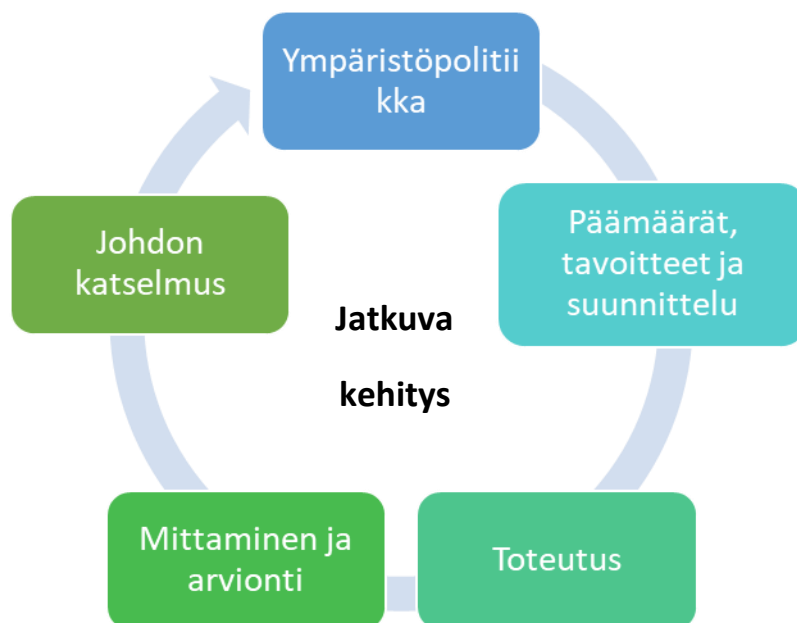 Ympäristöpolitii
kka
Päämäärät,
tavoitteet ja
suunnittelu
Toteutus
Mittaminen ja
arvionti
Johdon
katselmus
Jatkuva
kehitys